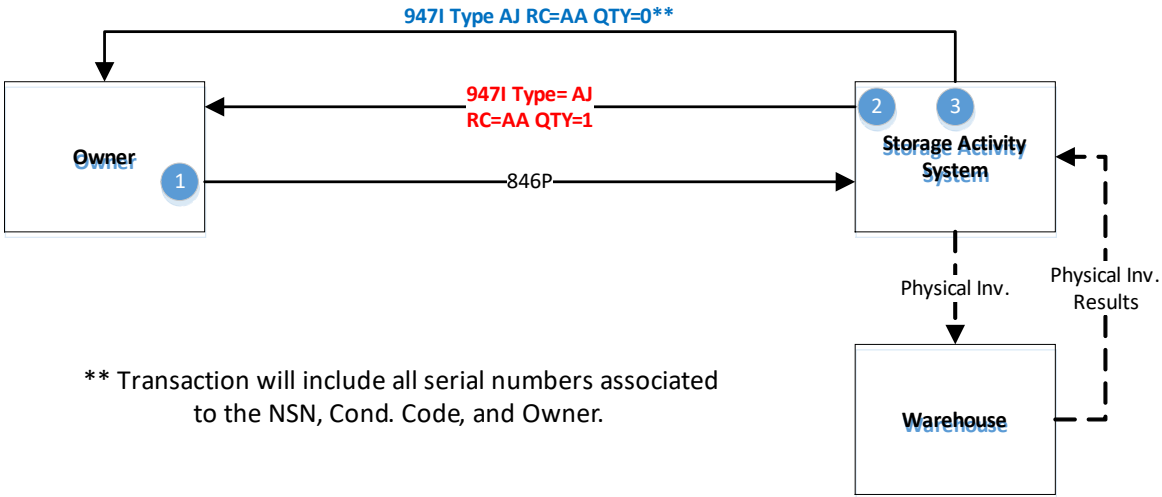 947I Type AJ RC=AA QTY=0**
947I Type= AJ
RC=AA QTY=1
2
3
Owner
Storage Activity
System
1
846P
Physical Inv.
Physical Inv.
Results
** Transaction will include all serial numbers associated
to the NSN, Cond. Code, and Owner.
Warehouse